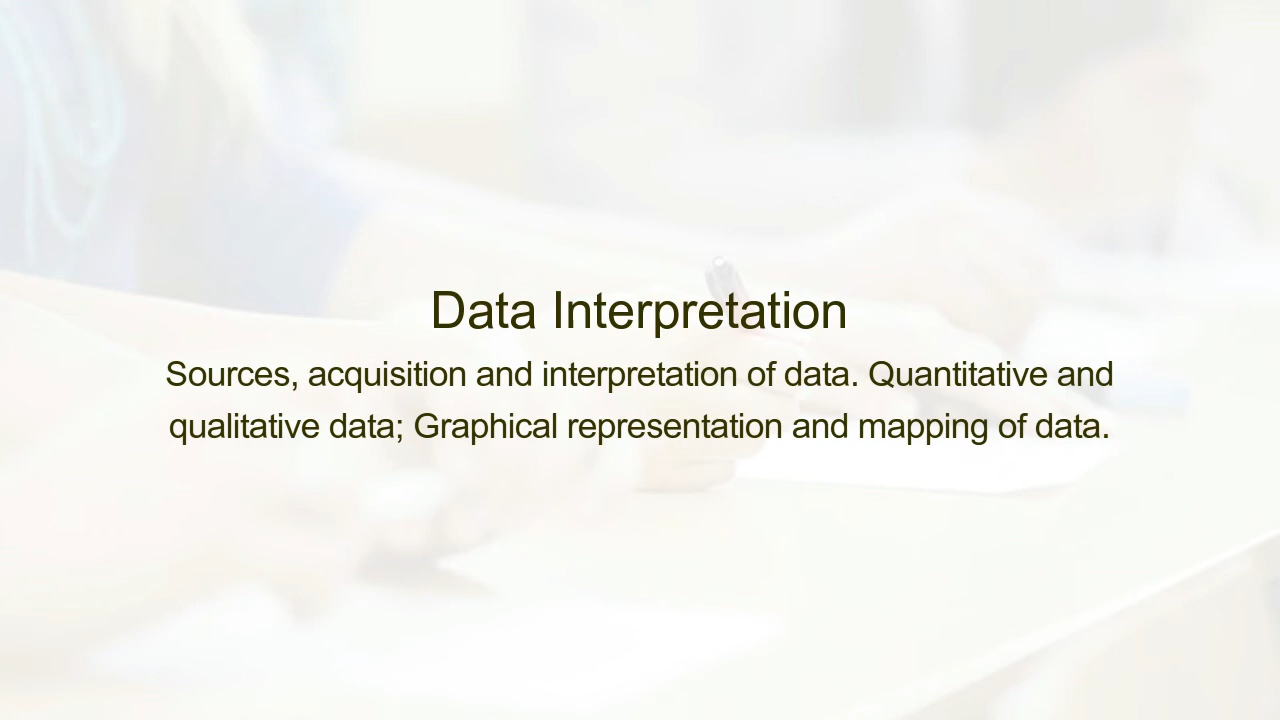 Data Interpretation
Sources, acquisition and interpretation of data. Quantitative and
qualitative data; Graphical representation and mapping of data.